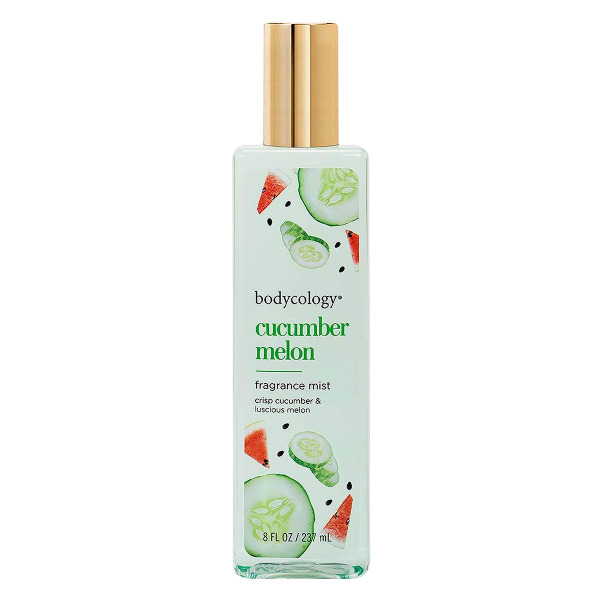 bodycology®
cucumber
melon
fragrance mist
crisp cucumber &
luscious melon
8 FL OZ / 237 mL